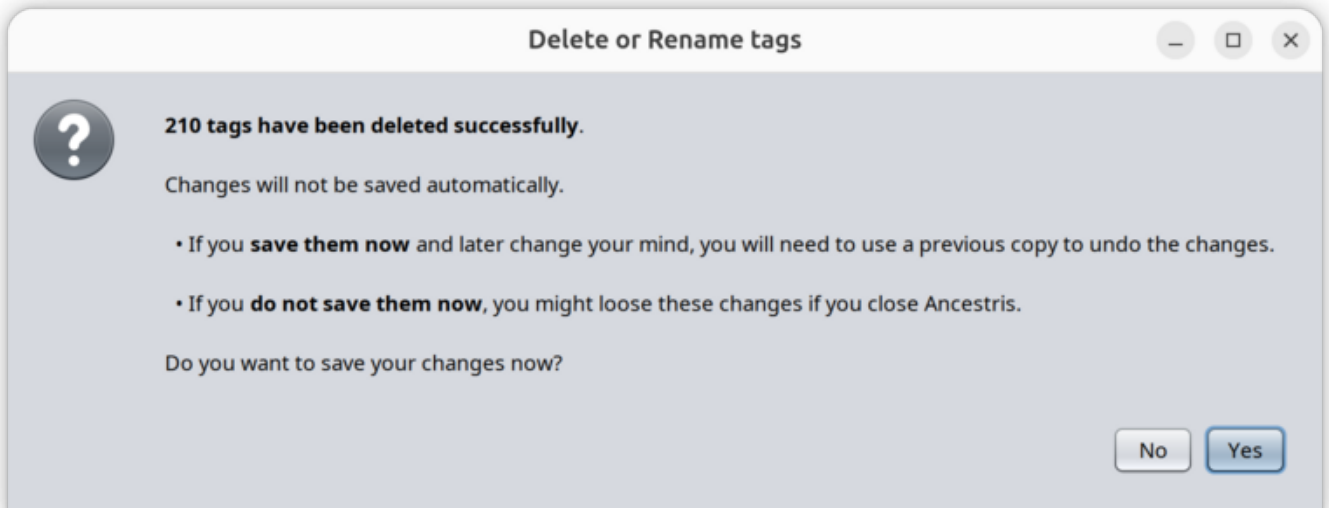 Delete or Rename tags
210 tags have been deleted successfully.
Changes will not be saved automatically.
• If you save them now and later change your mind, you will need to use a previous copy to undo the changes.
• If you do not save them now, you might loose these changes if you close Ancestris.
Do you want to save your changes now?
No Yes